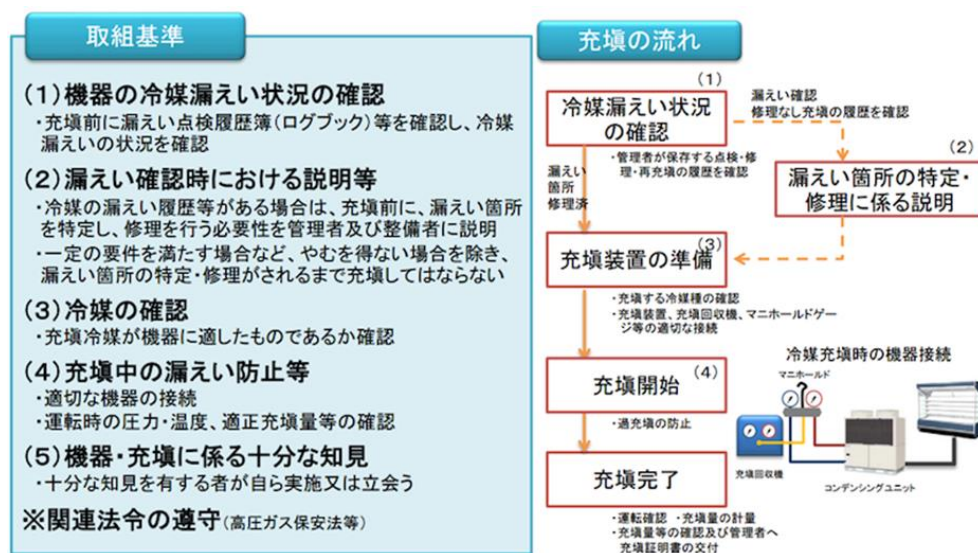 取組基準
(1)機器の冷媒漏えい状況の確認
・充塡前に漏えい点検履歴簿(ログブック)等を確認し、冷媒
漏えいの状況を確認
(2)漏えい確認時における説明等
・冷媒の漏えい履歴等がある場合は、充塡前に、漏えい箇所
を特定し、修理を行う必要性を管理者及び整備者に説明
・一定の要件を満たす場合など、やむを得ない場合を除き、
漏えい箇所の特定・修理がされるまで充塡してはならない
(3)冷媒の確認
・充塡冷媒が機器に適したものであるか確認
(4)充塡中の漏えい防止等
・適切な機器の接続
・運転時の圧力・温度、適正充塡量等の確認
(5)機器・充塡に係る十分な知見
・十分な知見を有する者が自ら実施又は立会う
※関連法令の遵守(高圧ガス保安法等)
充塡の流れ
(1)
冷媒漏えい状況
の確認
漏えい確認
修理なし充塡の履歴を確認
・管理者が保存する点検・修
理・再充塡の履歴を確認
漏えい
箇所
修理済
(2)
漏えい箇所の特定・
修理に係る説明
(3)
充塡装置の準備
・充塡する冷媒種の確認
・充塡装置、充塡回収機、マニホールドゲー
ジ等の適切な接続
(4)
充塡開始
・過充塡の防止
充塡完了
・運転確認 ・充塡量の計量
・充塡量等の確認及び管理者へ
充塡証明書の交付
冷媒充塡時の機器接続
マニホールド
充塡回収機
コンデンシングユニット